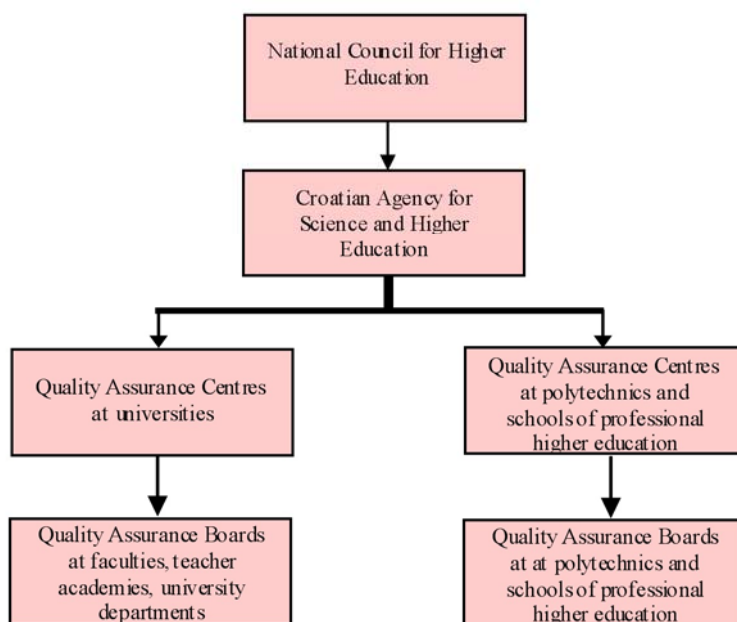 National Council for Higher
Education
Croatian Agency for
Science and Higher
Education
Quality Assurance Centres
at universities
Quality Assurance Centres
at polytechnics and
schools of professional
higher education
Quality Assurance Boards
at faculties, teacher
academies, university
departments
Quality Assurance Boards
at at polytechnics and
schools of professional
higher education